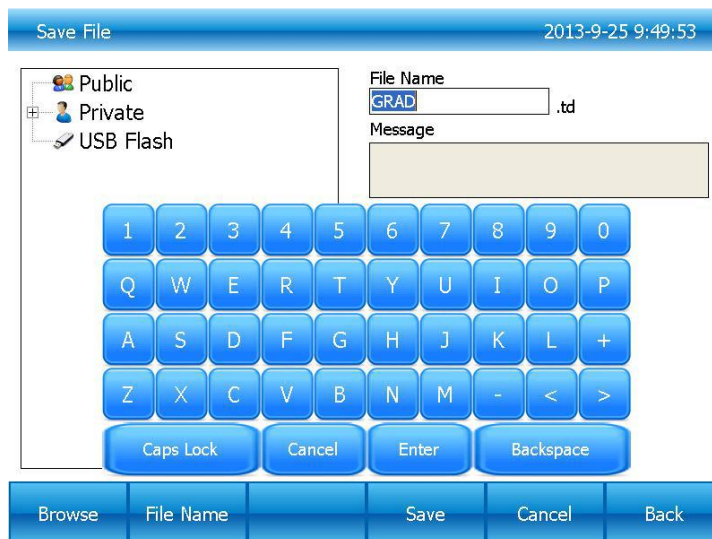 Save File 2013-9-25 9:49:53
Public
Private
USB Flash
File Name
GRAD .td
Message
1 2 3 4 5 6 7 8 9 0
Q W E R T Y U I O P
A S D F G H J K L +
Z X C V B N M - < >
Caps Lock Cancel Enter Backspace
Browse File Name Save Cancel Back